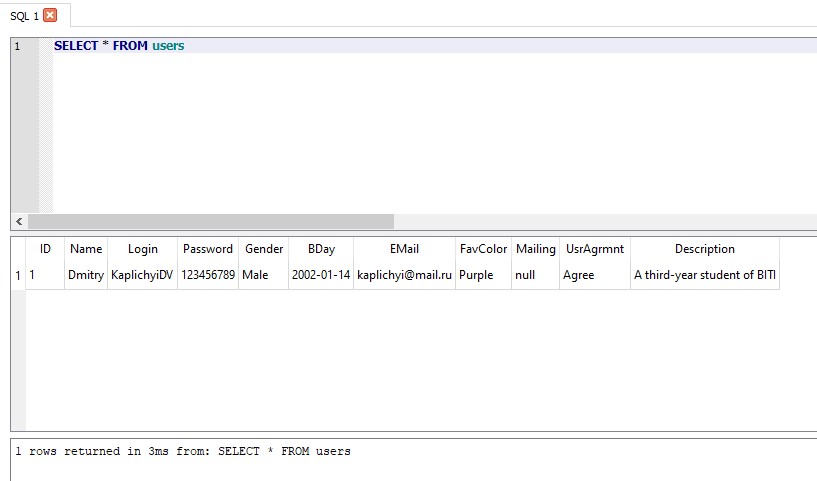 SQL 1
1 SELECT * FROM users
ID Name Login Password Gender BDay EMail FavColor Mailing UsrAgrmnt Description
1 1 Dmitry KaplichyiDV 123456789 Male 2002-01-14 kaplichyi@mail.ru Purple null Agree A third-year student of BITI
1 rows returned in 3ms from: SELECT * FROM users